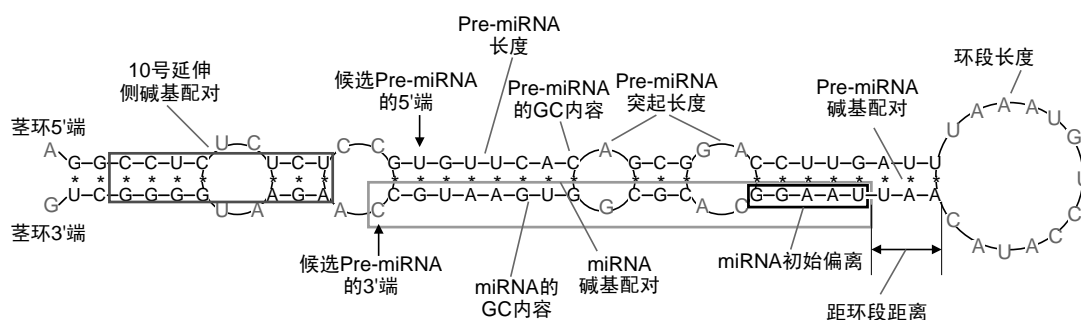 Pre-miRNA
长度
10号延伸
侧碱基配对
候选Pre-miRNA
的5'端
Pre-miRNA
的GC内容
Pre-miRNA
突起长度
Pre-miRNA
碱基配对
环段长度
茎环5'端
AGGCCUCUCUCUCCGUGUUCACAGCGGACCUUGAUU
UAAAUGUCCAUAC
茎环3'端
候选Pre-miRNA
的3'端
miRNA的
GC内容
miRNA
碱基配对
miRNA初始偏离
距环段距离